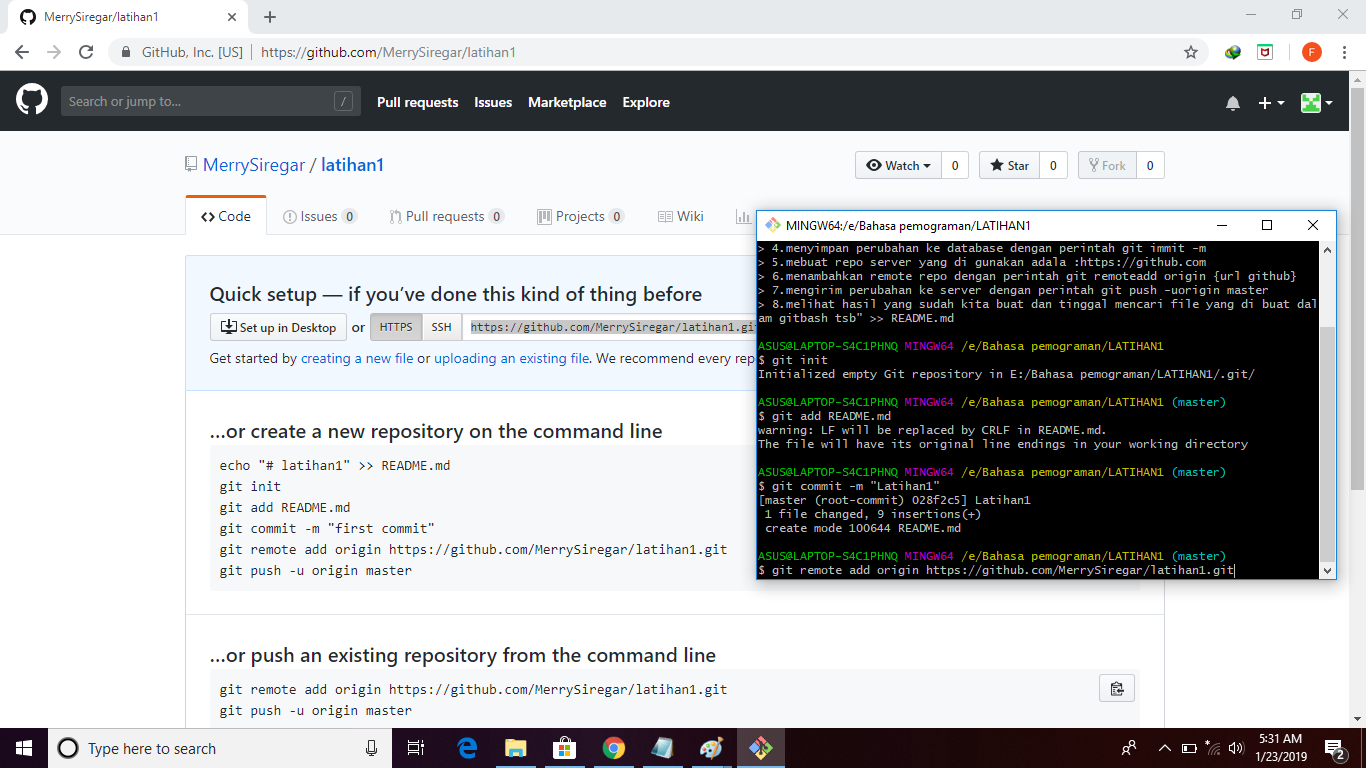 MerrySiregar/latihan1
GitHub, Inc. [US] | https://github.com/MerrySiregar/latihan1
F
Search or jump to...
/
Pull requests
Issues
Marketplace
Explore
MerrySiregar / latihan1
Watch 0
Star 0
Fork 0
Code
Issues 0
Pull requests 0
Projects 0
Wiki
Quick setup — if you’ve done this kind of thing before
Set up in Desktop or HTTPS SSH https://github.com/MerrySiregar/latihan1.git
Get started by creating a new file or uploading an existing file. We recommend every rep
…or create a new repository on the command line
echo "# latihan1" >> README.md
git init
git add README.md
git commit -m "first commit"
git remote add origin https://github.com/MerrySiregar/latihan1.git
git push -u origin master
…or push an existing repository from the command line
git remote add origin https://github.com/MerrySiregar/latihan1.git
git push -u origin master
MINGW64:/e/Bahasa pemograman/LATIHAN1
> 4.menyimpan perubahan ke database dengan perintah git immit -m
> 5.mebuat repo server yang di gunakan adala :https://github.com
> 6.menambahkan remote repo dengan perintah git remoteadd origin {url github}
> 7.mengirim perubahan ke server dengan perintah git push -uorigin master
> 8.melihat hasil yang sudah kita buat dan tinggal mencari file yang di buat dal
am gitbash tsb" >> README.md
ASUS@LAPTOP-S4C1PHNQ MINGW64 /e/Bahasa pemograman/LATIHAN1
$ git init
Initialized empty Git repository in E:/Bahasa pemograman/LATIHAN1/.git/
ASUS@LAPTOP-S4C1PHNQ MINGW64 /e/Bahasa pemograman/LATIHAN1 (master)
$ git add README.md
warning: LF will be replaced by CRLF in README.md.
The file will have its original line endings in your working directory
ASUS@LAPTOP-S4C1PHNQ MINGW64 /e/Bahasa pemograman/LATIHAN1 (master)
$ git commit -m "Latihan1"
[master (root-commit) 028f2c5] Latihan1
1 file changed, 9 insertions(+)
create mode 100644 README.md
ASUS@LAPTOP-S4C1PHNQ MINGW64 /e/Bahasa pemograman/LATIHAN1 (master)
$ git remote add origin https://github.com/MerrySiregar/latihan1.git
Type here to search
5:31 AM
1/23/2019
2